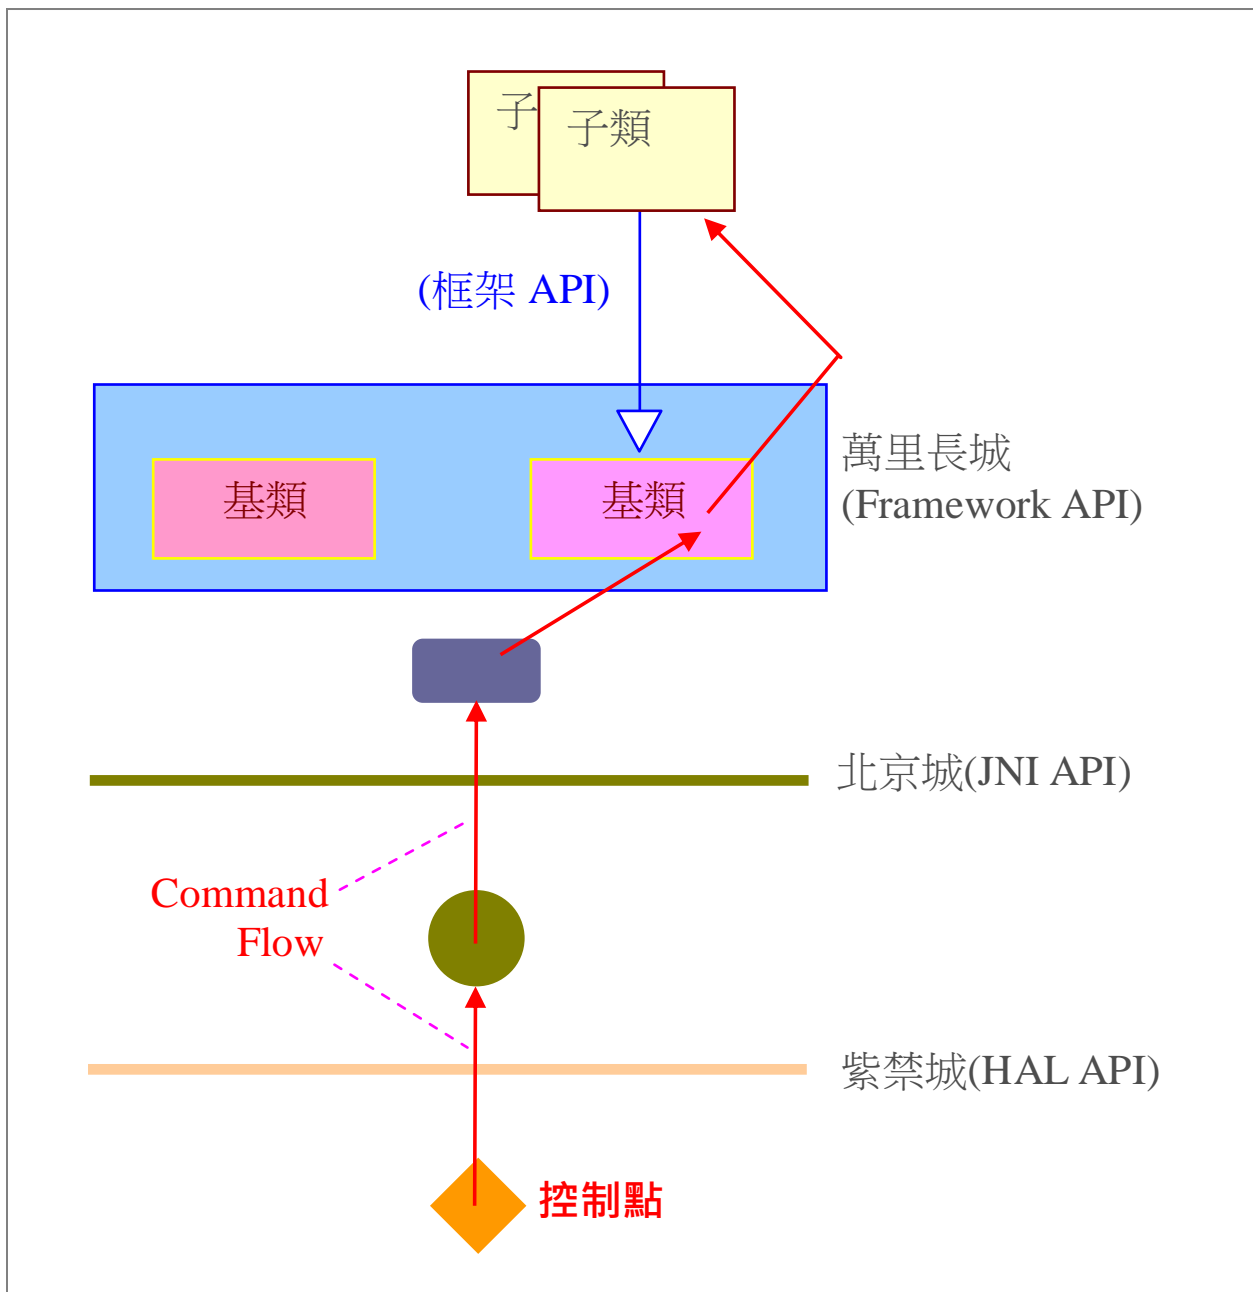 子
子類
(框架 API)
基類
基類
萬里長城
(Framework API)
北京城(JNI API)
Command
Flow
紫禁城(HAL API)
控制點